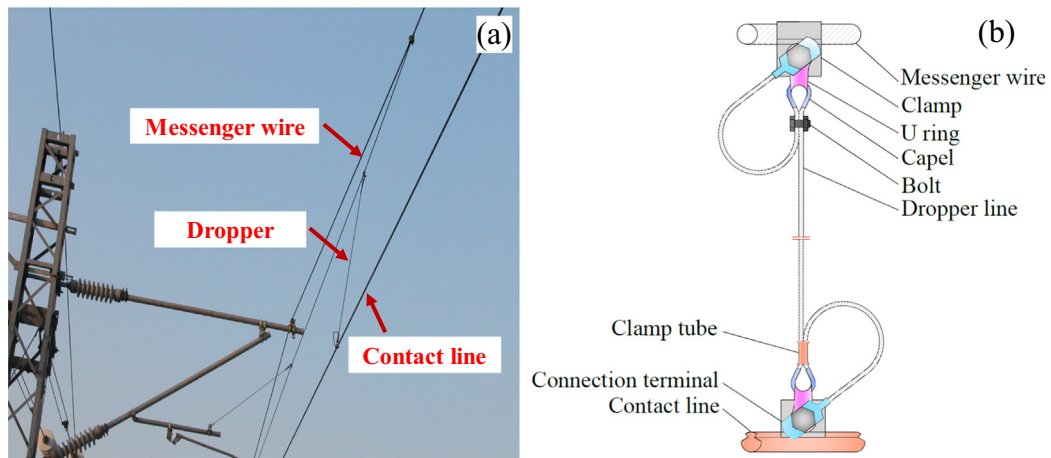 (a)
Messenger wire
Dropper
Contact line
(b)
Messenger wire
Clamp
U ring
Capel
Bolt
Dropper line
Clamp tube
Connection terminal
Contact line